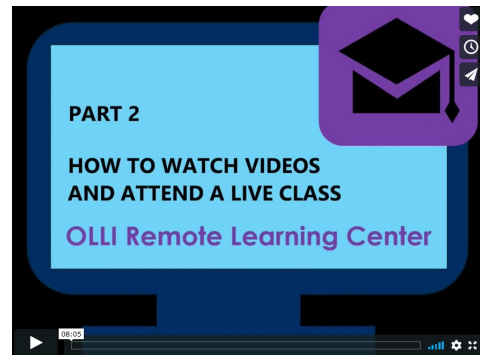 PART 2
HOW TO WATCH VIDEOS
AND ATTEND A LIVE CLASS
OLLI Remote Learning Center
08:05